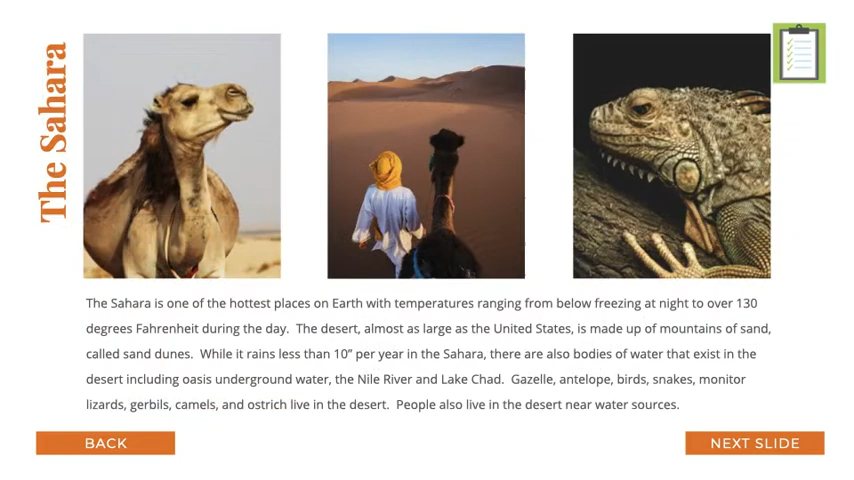 The Sahara
The Sahara is one of the hottest places on Earth with temperatures ranging from below freezing at night to over 130
degrees Fahrenheit during the day.  The desert, almost as large as the United States, is made up of mountains of sand,
called sand dunes.  While it rains less than 10” per year in the Sahara, there are also bodies of water that exist in the
desert including oasis underground water, the Nile River and Lake Chad.  Gazelle, antelope, birds, snakes, monitor
lizards, gerbils, camels, and ostrich live in the desert.  People also live in the desert near water sources.
BACK
NEXT SLIDE